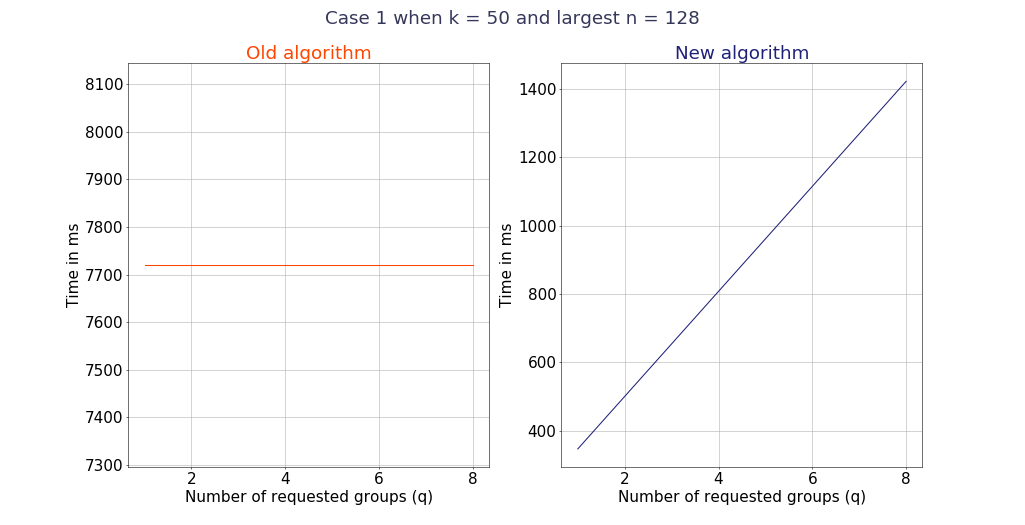 Case 1 when k = 50 and largest n = 128
Old algorithm
8100
8000
7900
7800
7700
7600
7500
7400
7300
Time in ms
2 4 6 8
Number of requested groups (q)
New algorithm
1400
1200
1000
800
600
400
Time in ms
2 4 6 8
Number of requested groups (q)